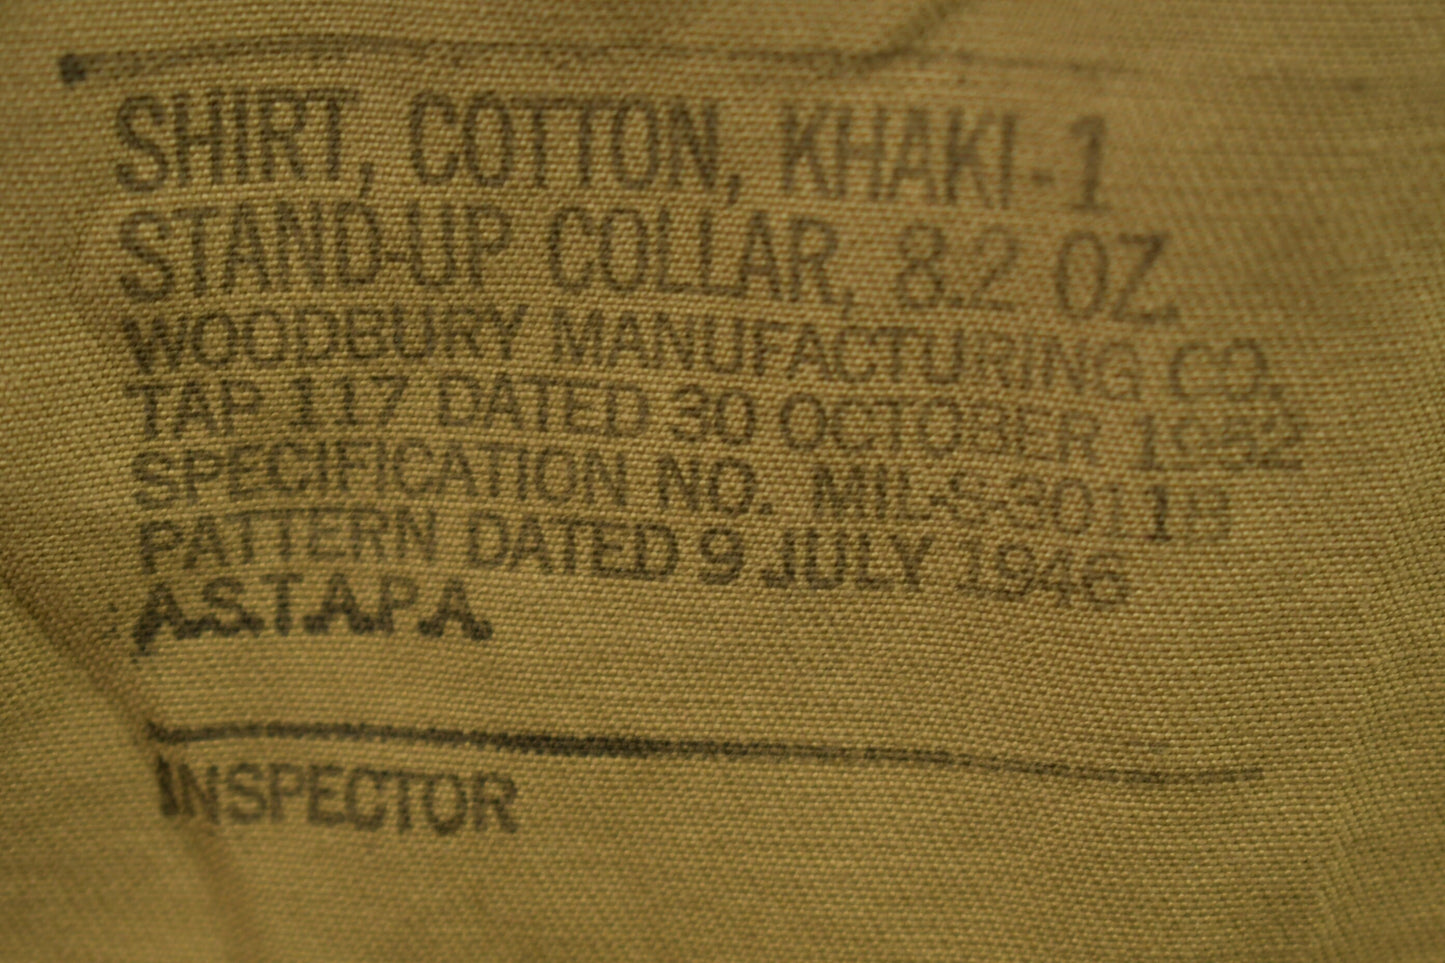 SHIRT, COTTON, KHAKI-1
STAND-UP COLLAR, 8.2 OZ.
WOODBURY MANUFACTURING CO.
TAP 117 DATED 30 OCTOBER
SPECIFICATION NO. MIL-S-3011B
PATTERN DATED 9 JULY 1946
A.S.T.A.P.A.
INSPECTOR